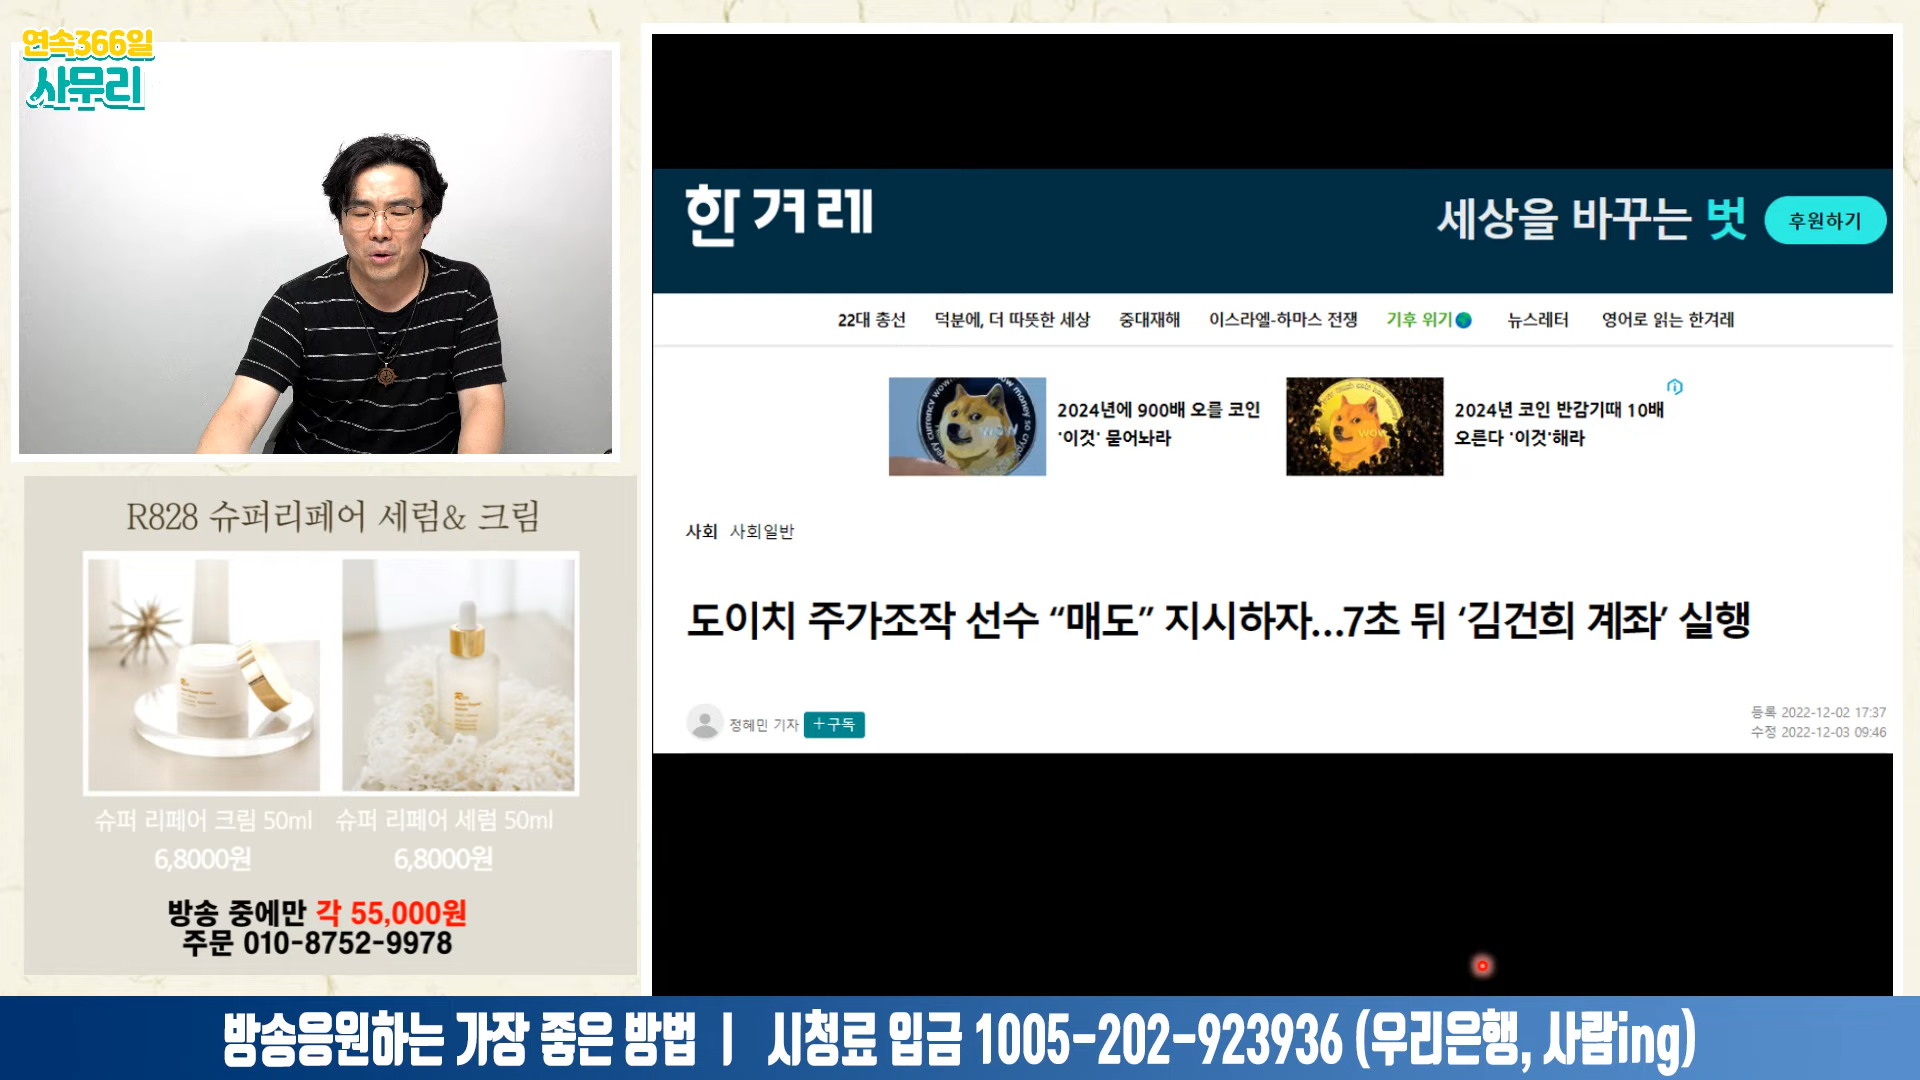 연속366일
사무리
한겨레
세상을 바꾸는 벗
후원하기
22대 총선 덕분에, 더 따뜻한 세상 중대재해 이스라엘-하마스 전쟁 기후 위기 뉴스레터 영어로 읽는 한겨레
2024년에 900배 오를 코인
'이것' 물어놔라
2024년 코인 반감기때 10배
오른다 '이것'해라
사회 사회일반
도이치 주가조작 선수 “매도” 지시하자…7초 뒤 ‘김건희 계좌’ 실행
정혜민 기자 +구독
등록 2022-12-02 17:37
수정 2022-12-03 09:46
R828 슈퍼리페어 세럼& 크림
슈퍼 리페어 크림 50ml 슈퍼 리페어 세럼 50ml
6,8000원 6,8000원
방송 중에만 각 55,000원
주문 010-8752-9978
방송응원하는 가장 좋은 방법 | 시청료 입금 1005-202-923936 (우리은행, 사람ing)